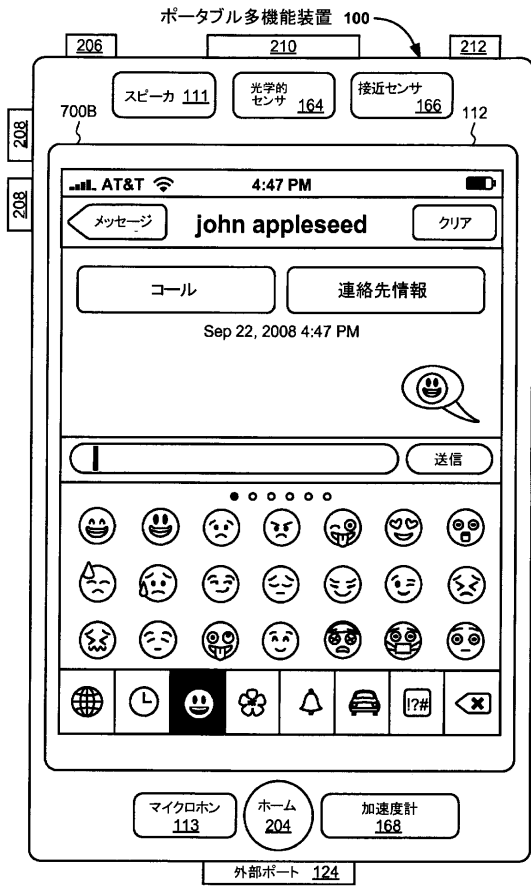 ポータブル多機能装置 100
206
210
212
スピーカ 111
光学的
センサ 164
接近センサ
166
208
208
700B
112
AT&T
4:47 PM
メッセージ
john appleseed
クリア
コール
連絡先情報
Sep 22, 2008 4:47 PM
送信
!?#
マイクロホン
113
ホーム
204
加速度計
168
外部ポート 124